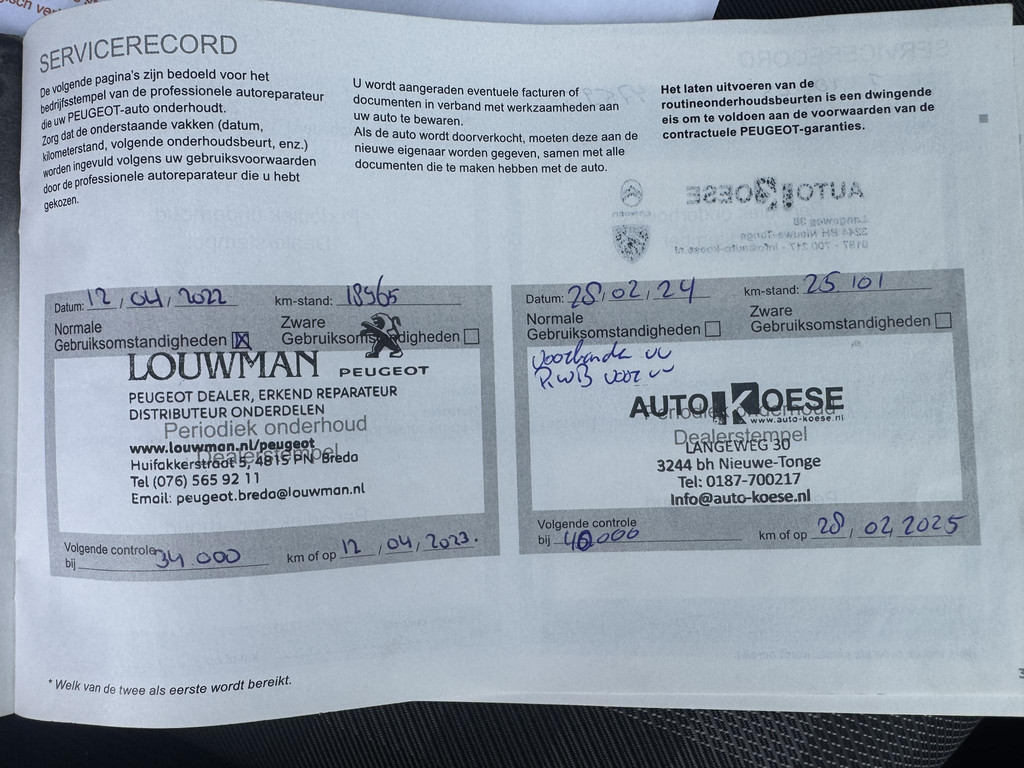 SERVICERECORD
De volgende pagina's zijn bedoeld voor het
bedrijfsstempel van de professionele autoreparateur
die uw PEUGEOT-auto onderhoudt.
Zorg dat de onderstaande vakken (datum,
kilometerstand, volgende onderhoudsbeurt, enz.)
worden ingevuld volgens uw gebruiksvoorwaarden
door de professionele autoreparateur die u hebt
gekozen.
U wordt aangeraden eventuele facturen of
documenten in verband met werkzaamheden aan
uw auto te bewaren.
Als de auto wordt doorverkocht, moeten deze aan de
nieuwe eigenaar worden gegeven, samen met alle
documenten die te maken hebben met de auto.
Het laten uitvoeren van de
routineonderhoudsbeurten is een dwingende
eis om te voldoen aan de voorwaarden van de
contractuele PEUGEOT-garanties.
Datum: 12 / 04 / 2022 km-stand: 18965
Normale
Gebruiksomstandigheden
Zware
Gebruiksomstandigheden
LOUWMAN PEUGEOT
PEUGEOT DEALER, ERKEND REPARATEUR
DISTRIBUTEUR ONDERDELEN
Periodiek onderhoud
www.louwman.nl/peugeot
Dealerstempel
Huifakkerstraat 5, 4815 PN Breda
Tel (076) 565 92 11
Email: peugeot.breda@louwman.nl
Volgende controle
bij 34.000 km of op 12 / 04 / 2023.
Datum: 28 / 02 / 24 km-stand: 25 101
Normale
Gebruiksomstandigheden
Zware
Gebruiksomstandigheden
AUTO KOESE
Periodiek onderhoud
www.auto-koese.nl
Dealerstempel
LANGEWEG 30
3244 bh Nieuwe-Tonge
Tel: 0187-700217
Info@auto-koese.nl
Volgende controle
bij 40000 km of op 28 / 02 / 2025
* Welk van de twee als eerste wordt bereikt.